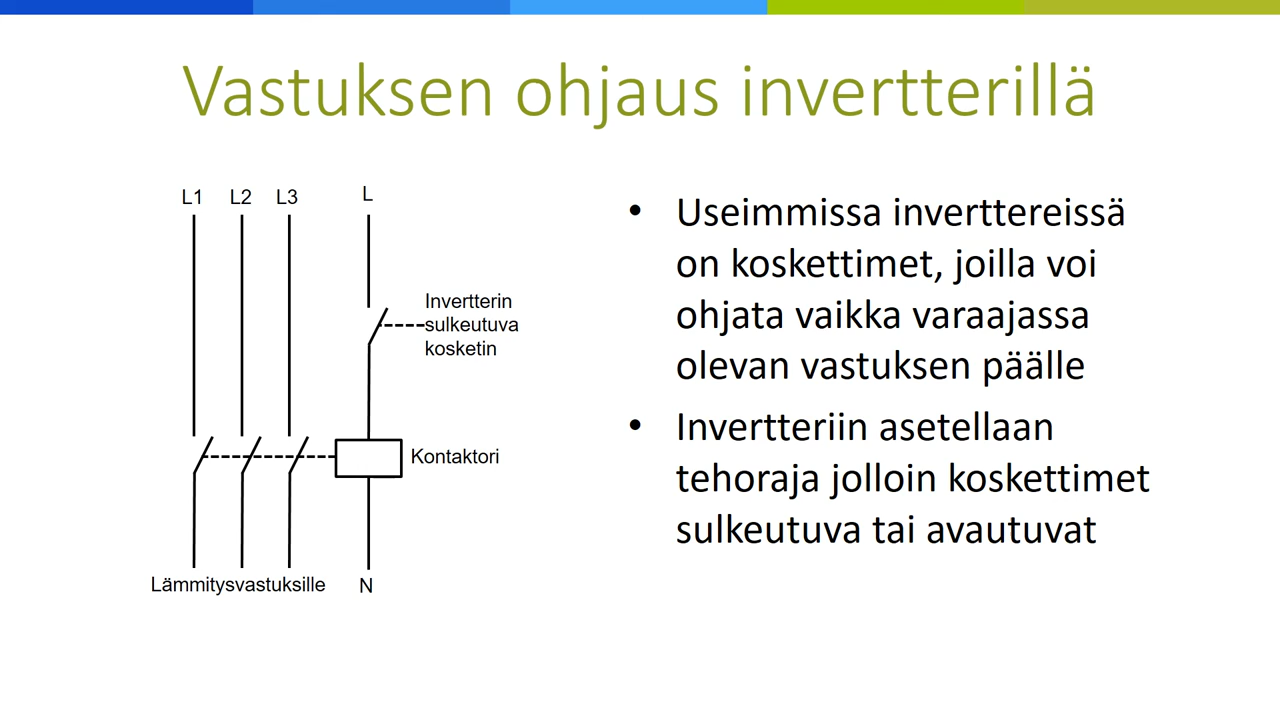 Vastuksen ohjaus invertterillä
L1 L2 L3 L
Invertterin
sulkeutuva
kosketin
Kontaktori
Lämmitysvastuksille N
• Useimmissa inverttereissä
on koskettimet, joilla voi
ohjata vaikka varaajassa
olevan vastuksen päälle
• Invertteriin asetellaan
tehoraja jolloin koskettimet
sulkeutuva tai avautuvat